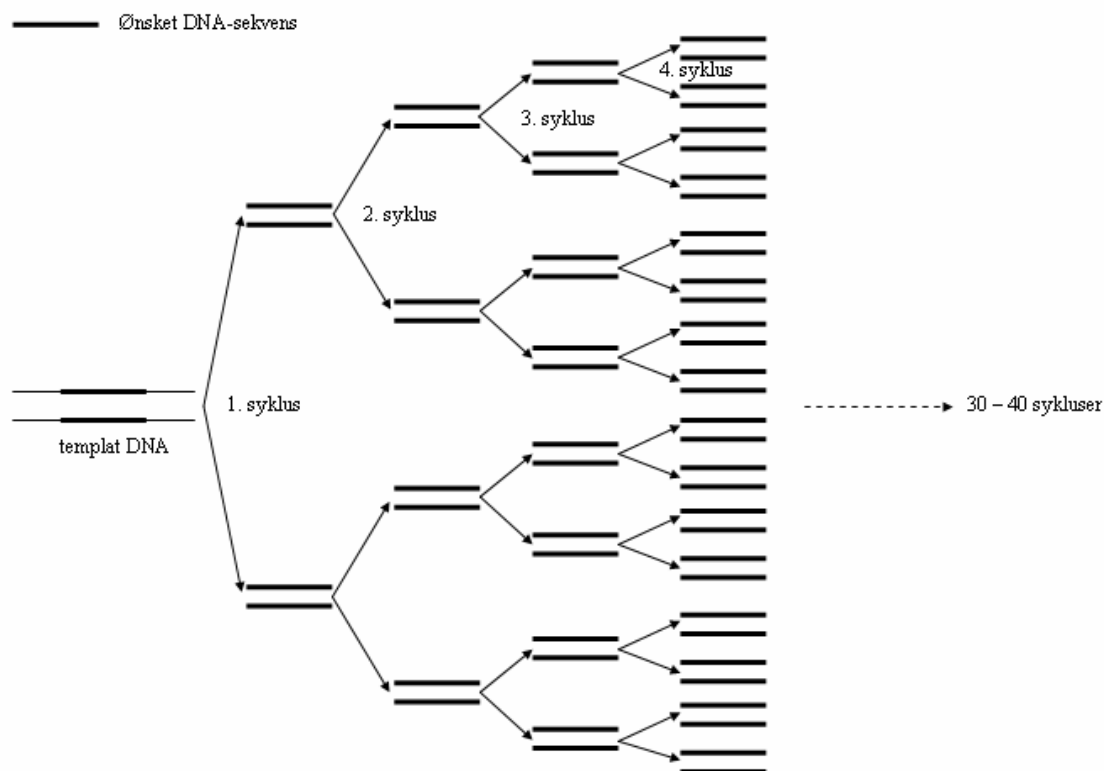 Ønsket DNA-sekvens
4. syklus
3. syklus
2. syklus
1. syklus
30 – 40 sykluser
templat DNA